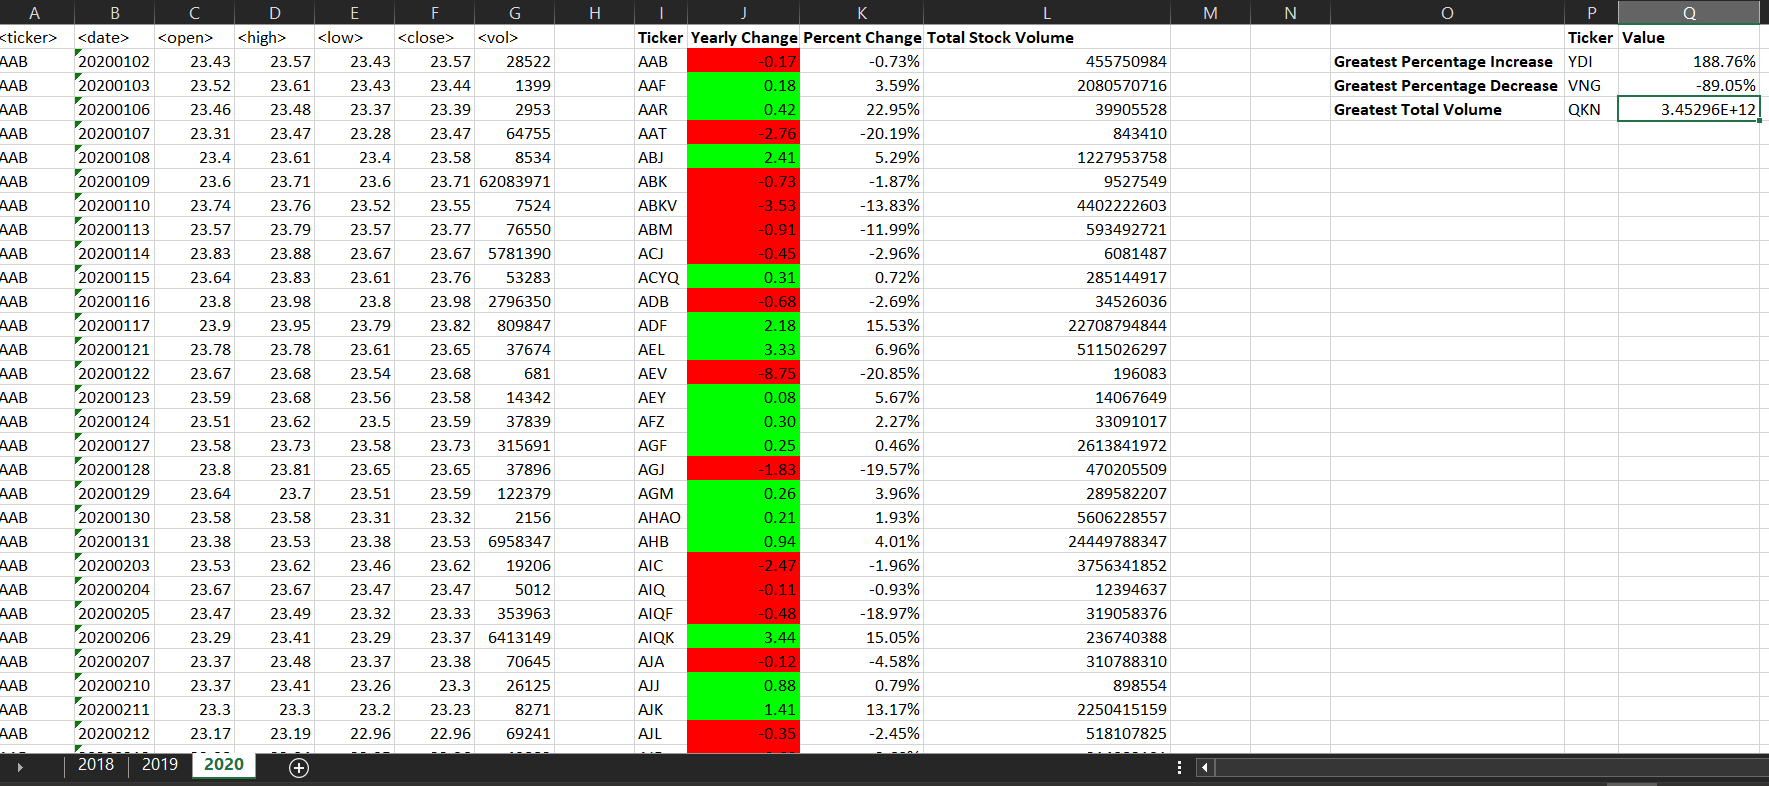 A B C D E F G H I J K L M N O P Q
<ticker> <date> <open> <high> <low> <close> <vol> Ticker Yearly Change Percent Change Total Stock Volume Ticker Value
AAB 20200102 23.43 23.57 23.43 23.57 28522 AAB -0.17 -0.73% 455750984 Greatest Percentage Increase YDI 188.76%
AAB 20200103 23.52 23.61 23.43 23.44 1399 AAF 0.18 3.59% 2080570716 Greatest Percentage Decrease VNG -89.05%
AAB 20200106 23.46 23.48 23.37 23.39 2953 AAR 0.42 22.95% 39905528 Greatest Total Volume QKN 3.45296E+12
AAB 20200107 23.31 23.47 23.28 23.47 64755 AAT -2.76 -20.19% 843410
AAB 20200108 23.4 23.61 23.4 23.58 8534 ABJ 2.41 5.29% 1227953758
AAB 20200109 23.6 23.71 23.6 23.71 62083971 ABK -0.73 -1.87% 9527549
AAB 20200110 23.74 23.76 23.52 23.55 7524 ABKV -3.53 -13.83% 4402222603
AAB 20200113 23.57 23.79 23.57 23.77 76550 ABM -0.91 -11.99% 593492721
AAB 20200114 23.83 23.88 23.67 23.67 5781390 ACJ -0.45 -2.96% 6081487
AAB 20200115 23.64 23.83 23.61 23.76 53283 ACYQ 0.31 0.72% 285144917
AAB 20200116 23.8 23.98 23.8 23.98 2796350 ADB -0.68 -2.69% 34526036
AAB 20200117 23.9 23.95 23.79 23.82 809847 ADF 2.18 15.53% 22708794844
AAB 20200121 23.78 23.78 23.61 23.65 37674 AEL 3.33 6.96% 5115026297
AAB 20200122 23.67 23.68 23.54 23.68 681 AEV -8.75 -20.85% 196083
AAB 20200123 23.59 23.68 23.56 23.58 14342 AEY 0.08 5.67% 14067649
AAB 20200124 23.51 23.62 23.5 23.59 37839 AFZ 0.30 2.27% 33091017
AAB 20200127 23.58 23.73 23.58 23.73 315691 AGF 0.25 0.46% 2613841972
AAB 20200128 23.8 23.81 23.65 23.65 37896 AGJ -1.83 -19.57% 470205509
AAB 20200129 23.64 23.7 23.51 23.59 122379 AGM 0.26 3.96% 289582207
AAB 20200130 23.58 23.58 23.31 23.32 2156 AHAO 0.21 1.93% 5606228557
AAB 20200131 23.38 23.53 23.38 23.53 6958347 AHB 0.94 4.01% 24449788347
AAB 20200203 23.53 23.62 23.46 23.62 19206 AIC -2.47 -1.96% 3756341852
AAB 20200204 23.67 23.67 23.47 23.47 5012 AIQ -0.11 -0.93% 12394637
AAB 20200205 23.47 23.49 23.32 23.33 353963 AIQF -0.48 -18.97% 319058376
AAB 20200206 23.29 23.41 23.29 23.37 6413149 AIQK 3.44 15.05% 236740388
AAB 20200207 23.37 23.48 23.37 23.38 70645 AJA -0.12 -4.58% 310788310
AAB 20200210 23.37 23.41 23.26 23.3 26125 AJJ 0.88 0.79% 898554
AAB 20200211 23.3 23.3 23.2 23.23 8271 AJK 1.41 13.17% 2250415159
AAB 20200212 23.17 23.19 22.96 22.96 69241 AJL -0.35 -2.45% 518107825
2018 2019 2020